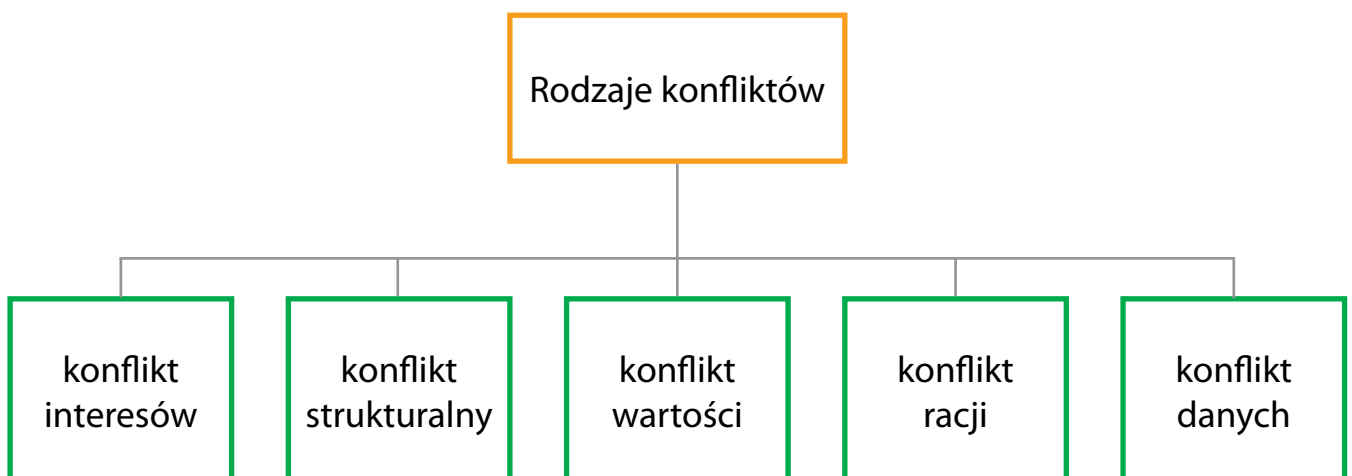 Rodzaje konfliktów
konflikt
interesów
konflikt
strukturalny
konflikt
wartości
konflikt
racji
konflikt
danych